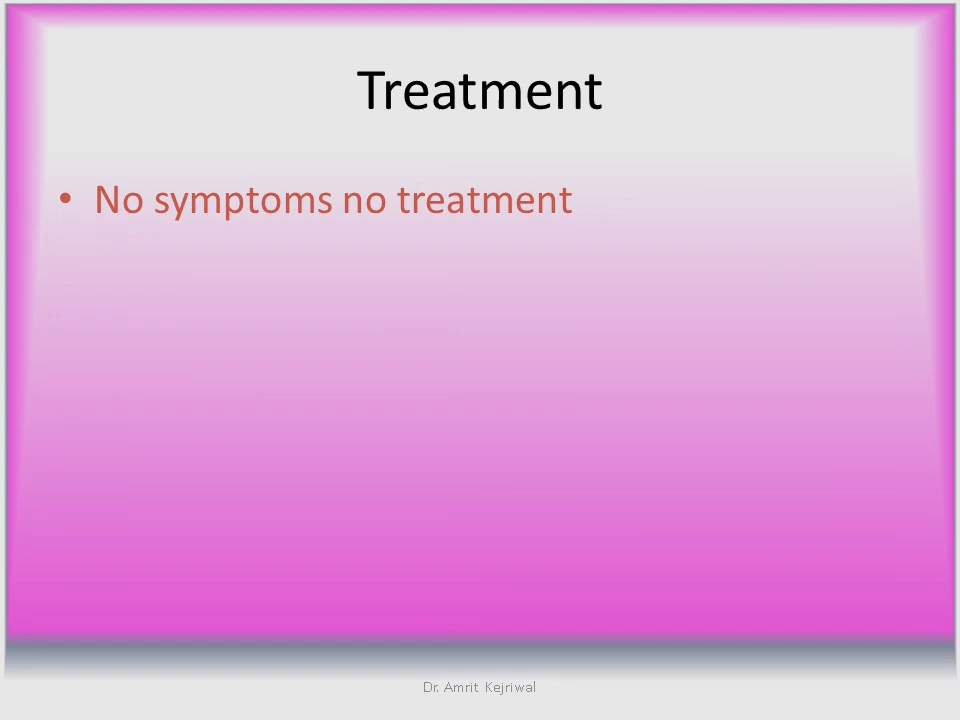 Treatment
• No symptoms no treatment
Dr. Amrit Kejriwal